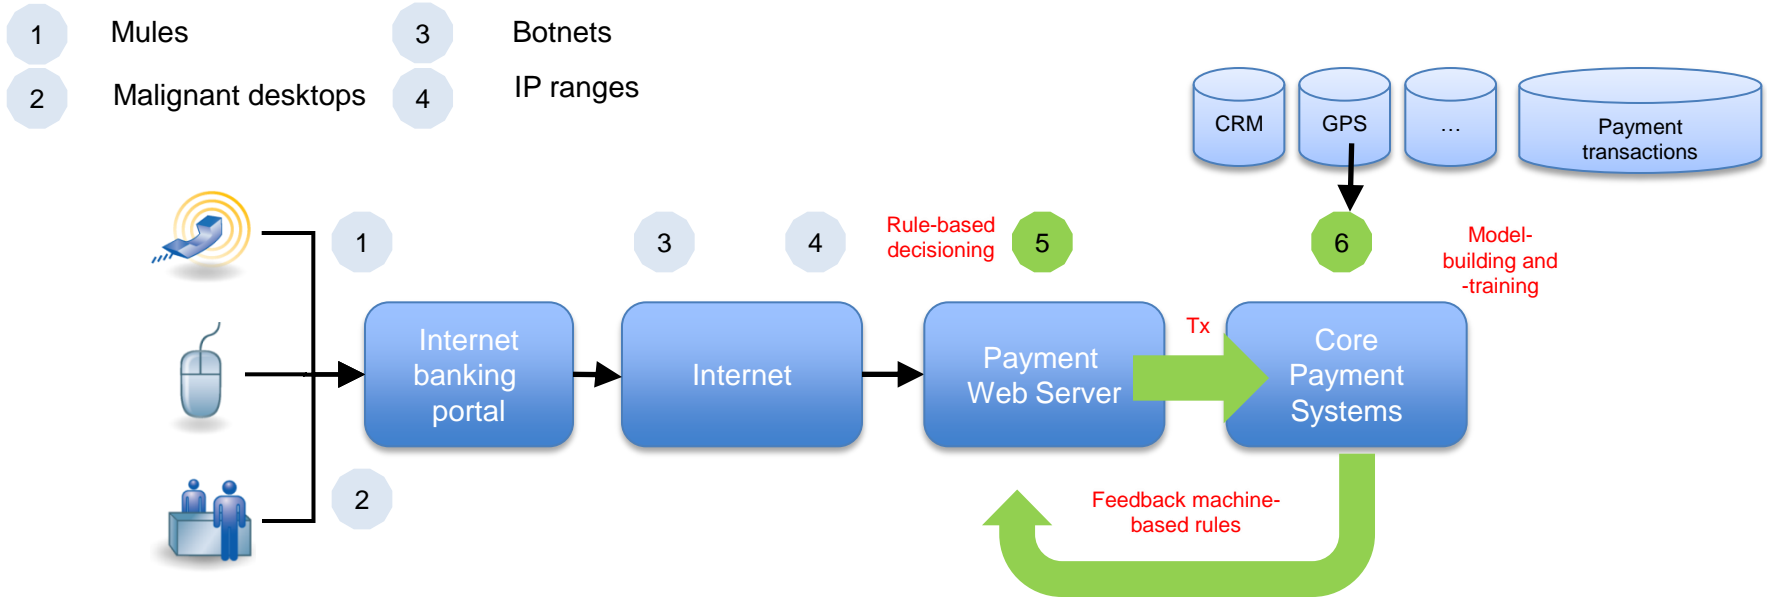 1 Mules
3 Botnets
2 Malignant desktops
4 IP ranges
CRM
GPS
...
Payment
transactions
1
3
4
Rule-based
decisioning
5
6
Model-
building and
-training
Internet
banking
portal
Internet
Payment
Web Server
Tx
Core
Payment
Systems
2
Feedback machine-
based rules